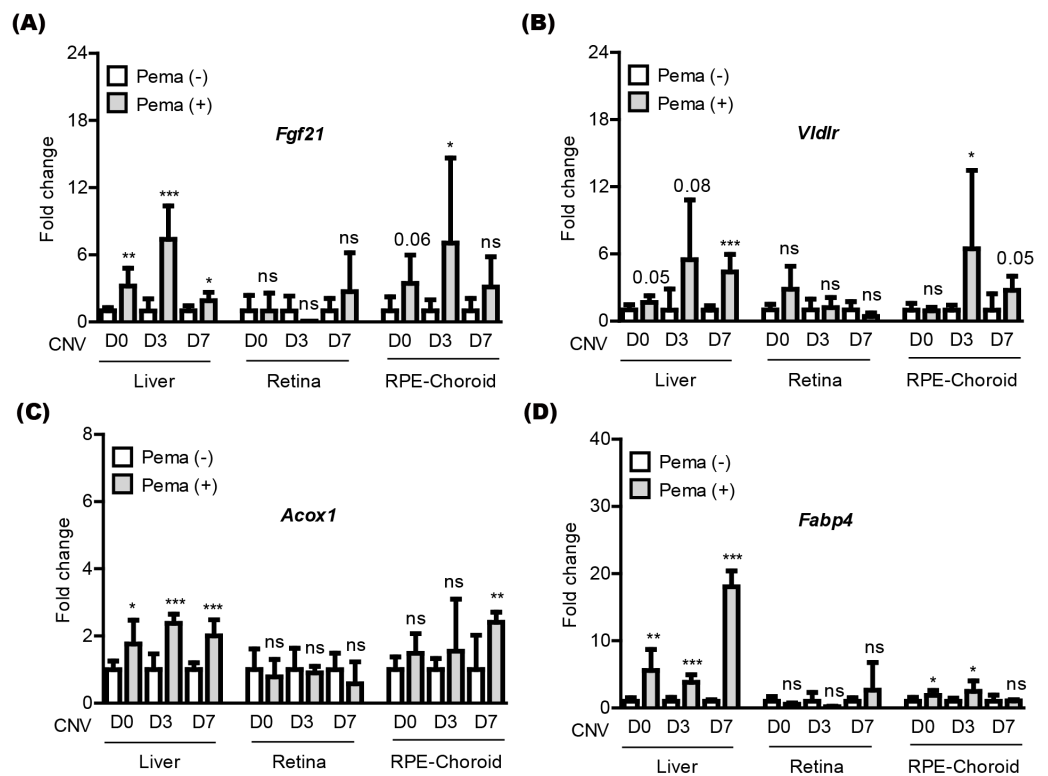 (A)
24
18
12
6
0
Fold change
Pema (-)
Pema (+)
Fgf21
** *** * ns ns ns 0.06 * ns
CNV D0 D3 D7 D0 D3 D7 D0 D3 D7
Liver Retina RPE-Choroid
(B)
24
18
12
6
0
Fold change
Pema (-)
Pema (+)
Vldlr
0.05 0.08 *** ns ns ns ns * 0.05
CNV D0 D3 D7 D0 D3 D7 D0 D3 D7
Liver Retina RPE-Choroid
(C)
8
6
4
2
0
Fold change
Pema (-)
Pema (+)
Acox1
* *** *** ns ns ns ns ns **
CNV D0 D3 D7 D0 D3 D7 D0 D3 D7
Liver Retina RPE-Choroid
(D)
40
30
20
10
0
Fold change
Pema (-)
Pema (+)
Fabp4
** *** *** ns ns ns * * ns
CNV D0 D3 D7 D0 D3 D7 D0 D3 D7
Liver Retina RPE-Choroid